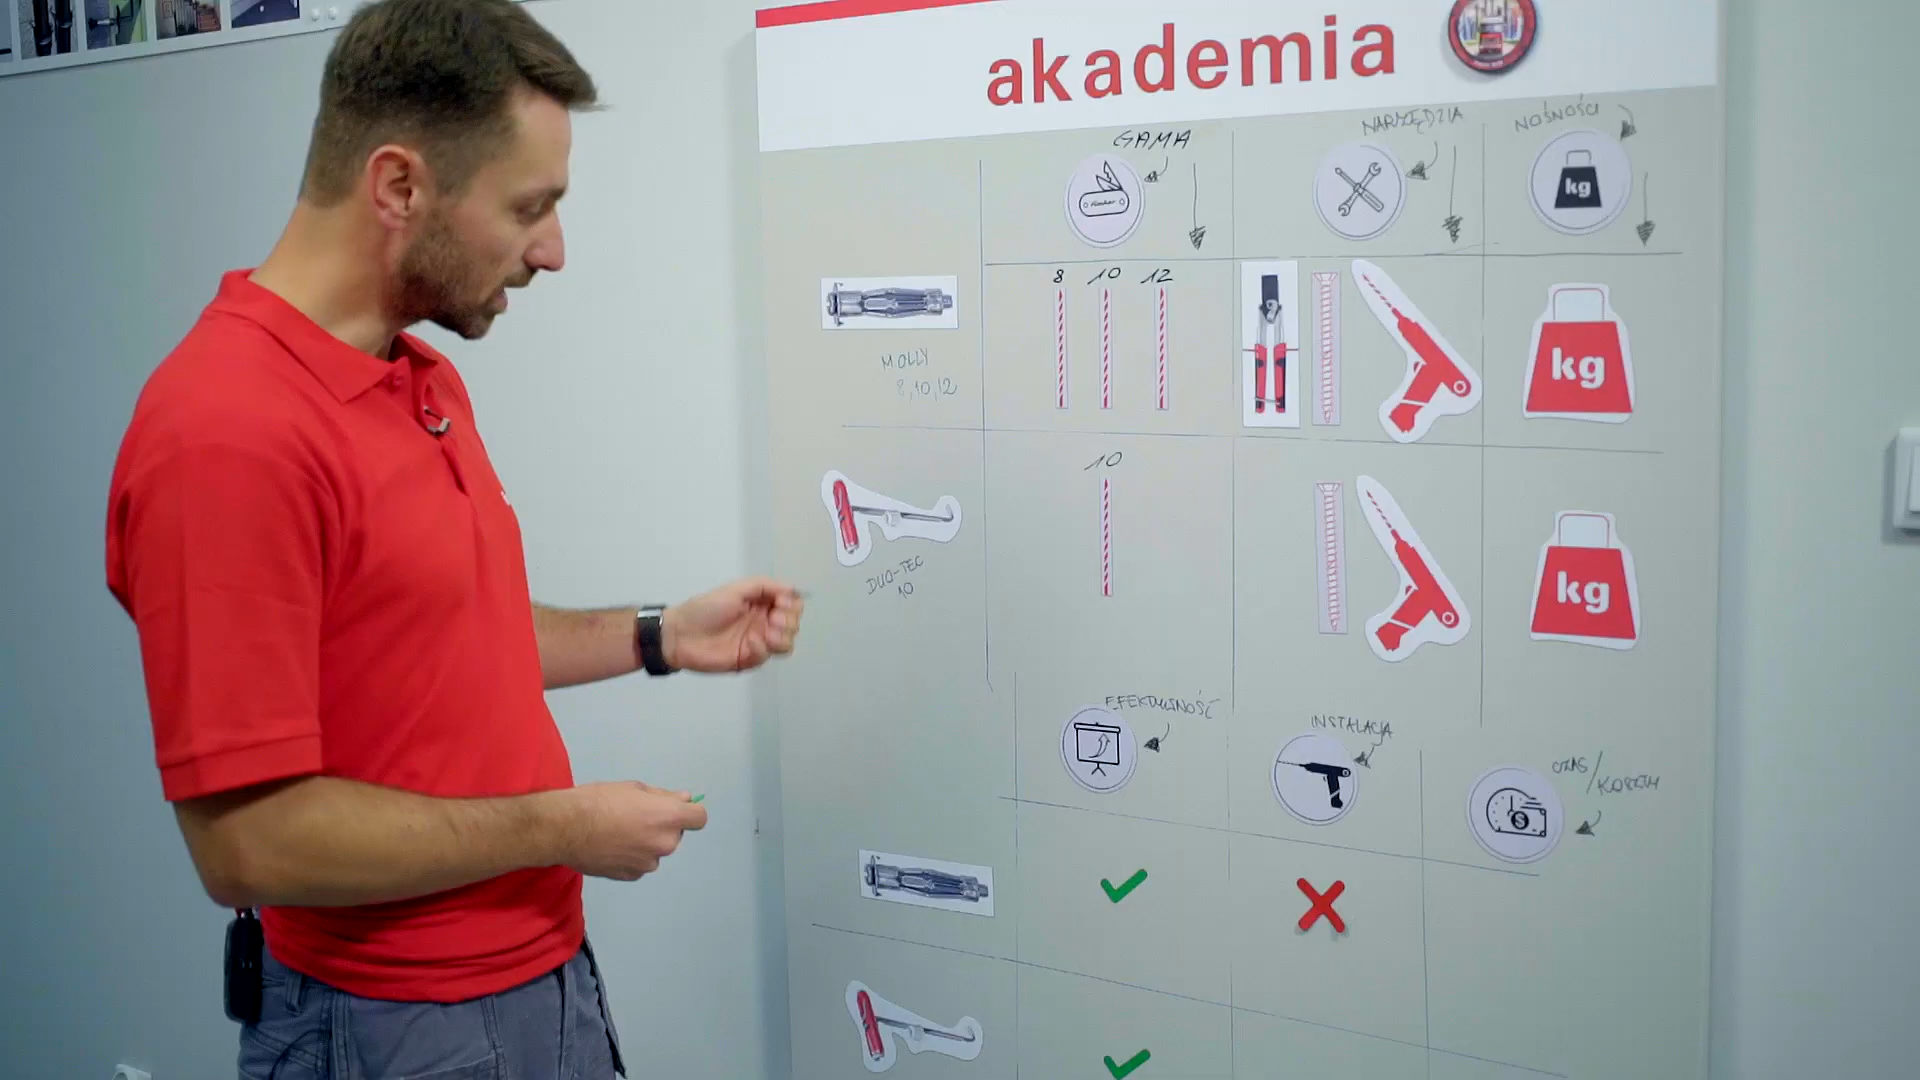 akademia
GAMA
NARZĘDZIA
NOŚNOŚCI
fischer
kg
8 10 12
kg
MOLLY
8, 10, 12
10
kg
DUO-TEC
10
EFEKTYWNOŚĆ
INSTALACJA
CZAS/
KOSZTY
$